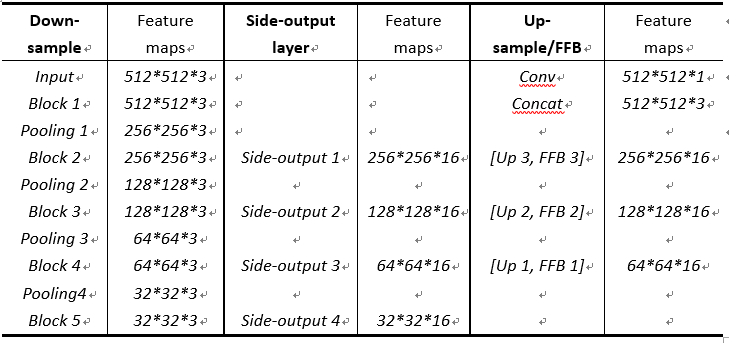 Down-sample Feature maps Side-output layer Feature maps Up-sample/FFB Feature maps
Input 512*512*3 Conv 512*512*1
Block 1 512*512*3 Concat 512*512*3
Pooling 1 256*256*3
Block 2 256*256*3 Side-output 1 256*256*16 [Up 3, FFB 3] 256*256*16
Pooling 2 128*128*3
Block 3 128*128*3 Side-output 2 128*128*16 [Up 2, FFB 2] 128*128*16
Pooling 3 64*64*3
Block 4 64*64*3 Side-output 3 64*64*16 [Up 1, FFB 1] 64*64*16
Pooling4 32*32*3
Block 5 32*32*3 Side-output 4 32*32*16